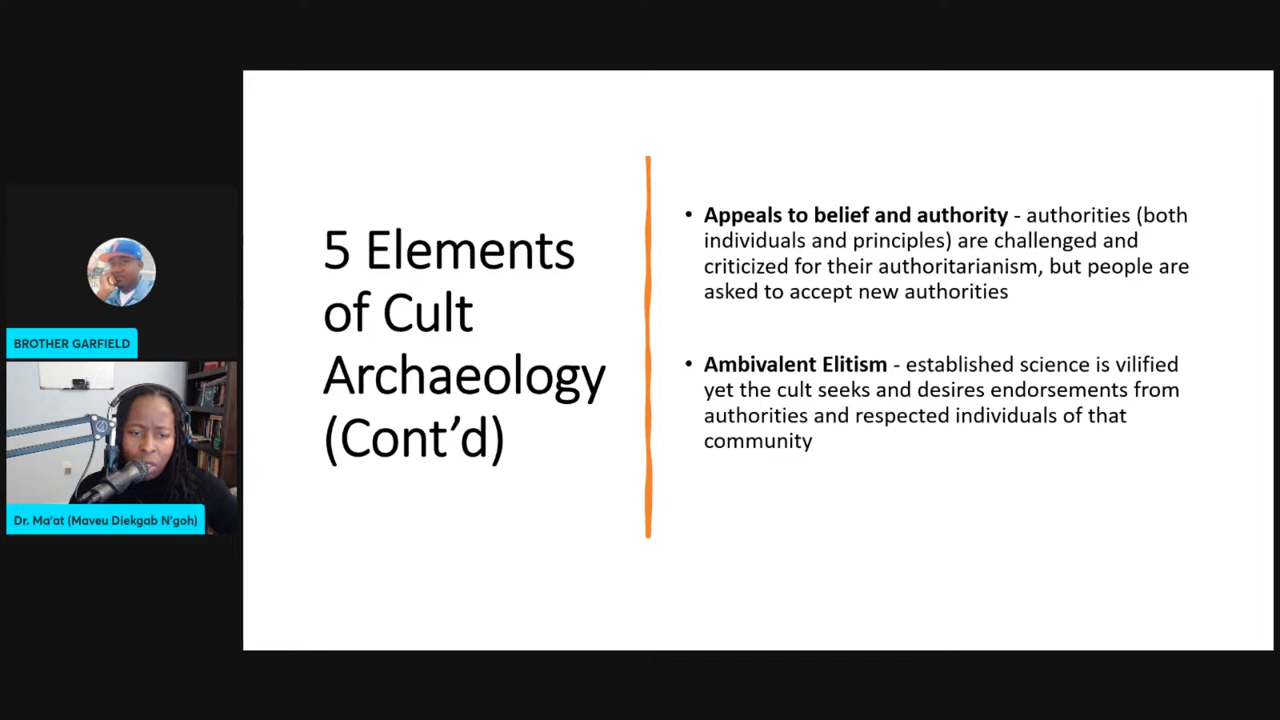 BROTHER GARFIELD
Dr. Ma'at (Maveu Diekgab N'goh)
5 Elements
of Cult
Archaeology
(Cont’d)
• Appeals to belief and authority - authorities (both
individuals and principles) are challenged and
criticized for their authoritarianism, but people are
asked to accept new authorities
• Ambivalent Elitism - established science is vilified
yet the cult seeks and desires endorsements from
authorities and respected individuals of that
community